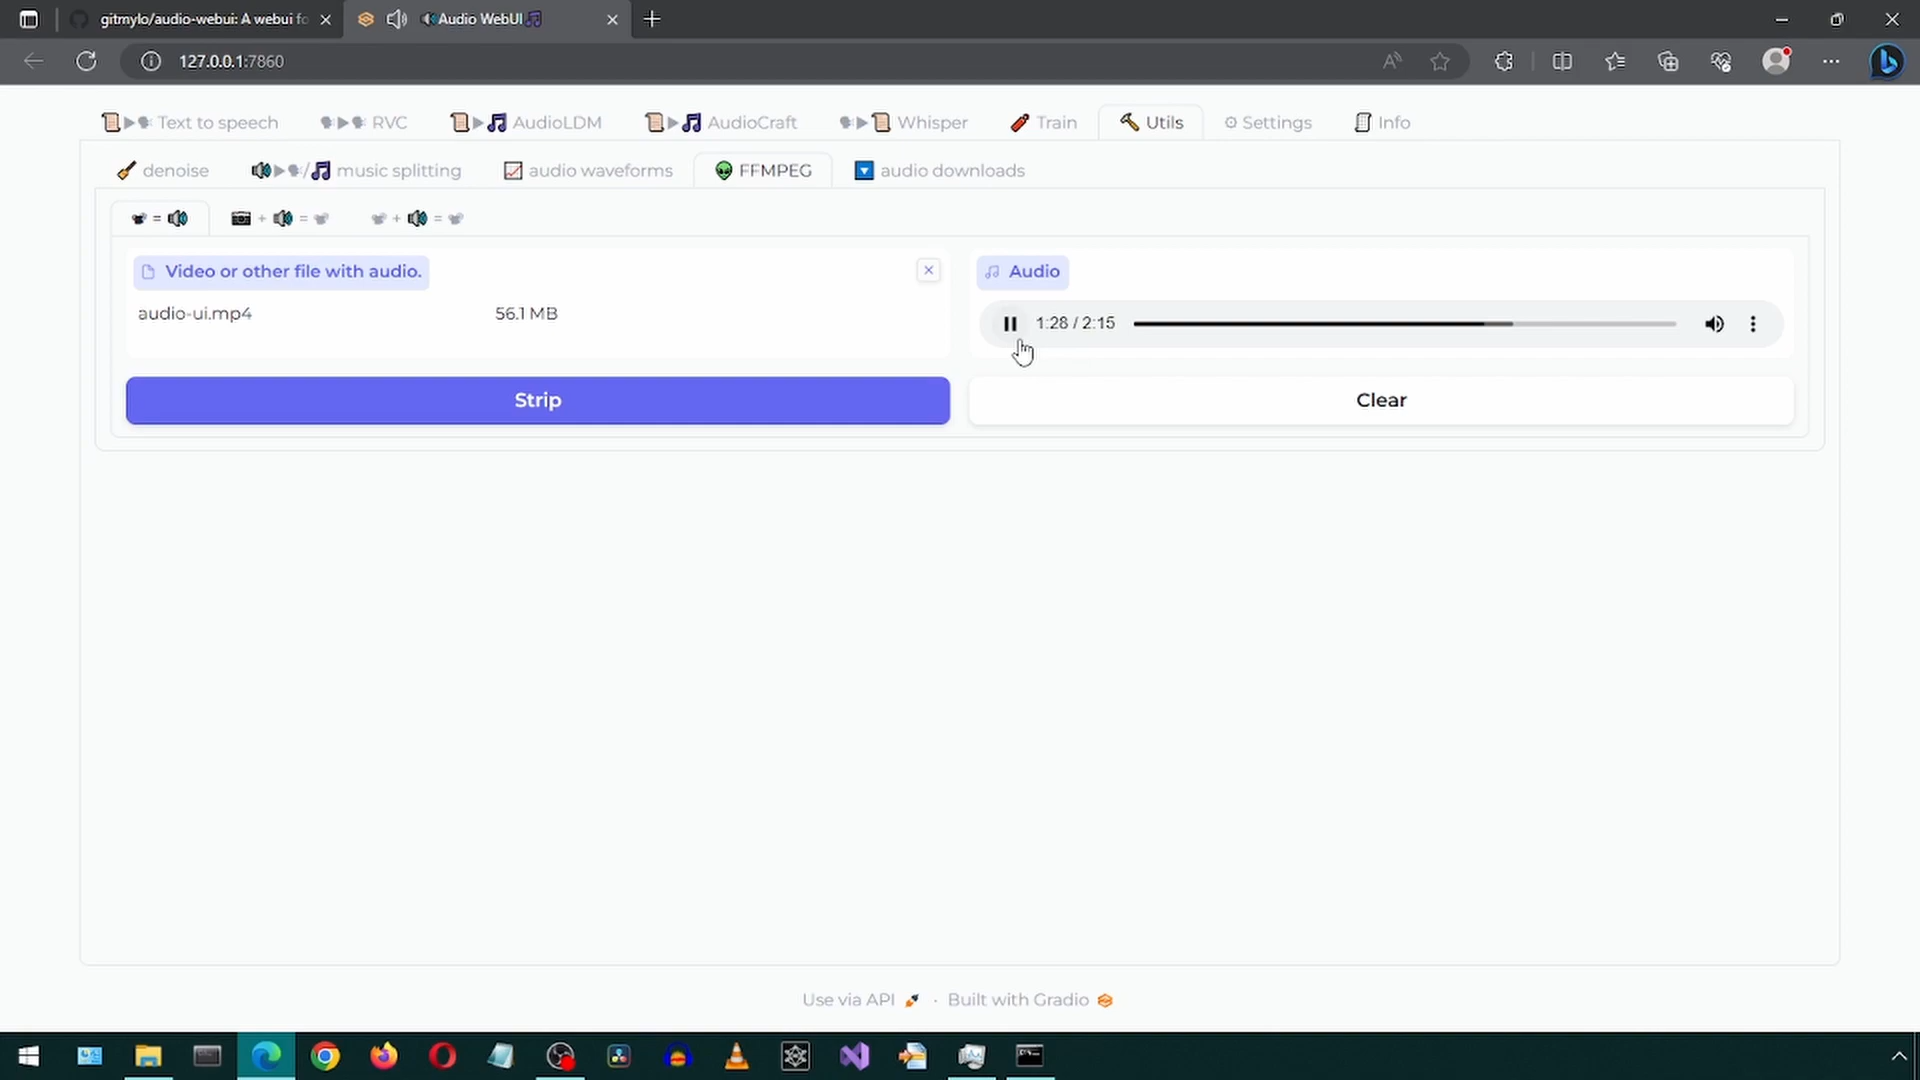 gitmylo/audio-webui: A webui fo
Audio WebUI
127.0.0.1:7860
Text to speech
RVC
AudioLDM
AudioCraft
Whisper
Train
Utils
Settings
Info
denoise
music splitting
audio waveforms
FFMPEG
audio downloads
= 
+ =
+ =
Video or other file with audio.
audio-ui.mp4 56.1 MB
Audio
1:28 / 2:15
Strip
Clear
Use via API · Built with Gradio